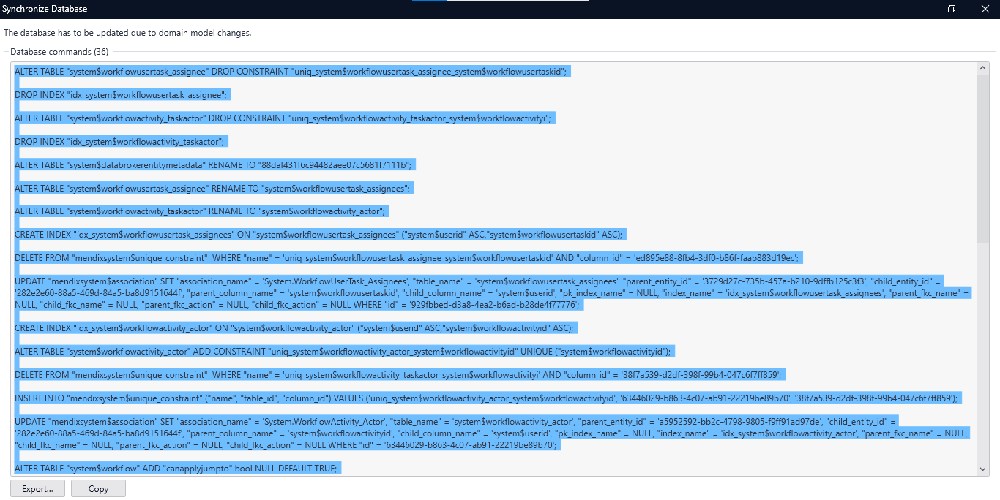 Synchronize Database
The database has to be updated due to domain model changes.
Database commands (36)
ALTER TABLE "system$workflowusertask_assignee" DROP CONSTRAINT "uniq_system$workflowusertask_assignee_system$workflowusertaskid";
DROP INDEX "idx_system$workflowusertask_assignee";
ALTER TABLE "system$workflowactivity_taskactor" DROP CONSTRAINT "uniq_system$workflowactivity_taskactor_system$workflowactivityi";
DROP INDEX "idx_system$workflowactivity_taskactor";
ALTER TABLE "system$databrokerentitymetadata" RENAME TO "88daf431f6c94482aee07c5681f7111b";
ALTER TABLE "system$workflowusertask_assignee" RENAME TO "system$workflowusertask_assignees";
ALTER TABLE "system$workflowactivity_taskactor" RENAME TO "system$workflowactivity_actor";
CREATE INDEX "idx_system$workflowusertask_assignees" ON "system$workflowusertask_assignees" ("system$userid" ASC,"system$workflowusertaskid" ASC);
DELETE FROM "mendixsystem$unique_constraint"  WHERE "name" = 'uniq_system$workflowusertask_assignee_system$workflowusertaskid' AND "column_id" = 'ed895e88-8fb4-3df0-b86f-faab883d19ec';
UPDATE "mendixsystem$association" SET "association_name" = 'System.WorkflowUserTask_Assignees', "table_name" = 'system$workflowusertask_assignees', "parent_entity_id" = '3729d27c-735b-457a-b210-9dffb125c3f3', "child_entity_id" =
'282e2e60-88a5-469d-84a5-ba8d9151644f', "parent_column_name" = 'system$workflowusertaskid', "child_column_name" = 'system$userid', "pk_index_name" = NULL, "index_name" = 'idx_system$workflowusertask_assignees', "parent_fkc_name" =
NULL, "child_fkc_name" = NULL, "parent_fkc_action" = NULL, "child_fkc_action" = NULL WHERE "id" = '929fbbed-d3a8-4ea2-b6ad-b28de4f77776';
CREATE INDEX "idx_system$workflowactivity_actor" ON "system$workflowactivity_actor" ("system$userid" ASC,"system$workflowactivityid" ASC);
ALTER TABLE "system$workflowactivity_actor" ADD CONSTRAINT "uniq_system$workflowactivity_actor_system$workflowactivityid" UNIQUE ("system$workflowactivityid");
DELETE FROM "mendixsystem$unique_constraint"  WHERE "name" = 'uniq_system$workflowactivity_taskactor_system$workflowactivityi' AND "column_id" = '38f7a539-d2df-398f-99b4-047c6f7ff859';
INSERT INTO "mendixsystem$unique_constraint" ("name", "table_id", "column_id") VALUES ('uniq_system$workflowactivity_actor_system$workflowactivityid', '63446029-b863-4c07-ab91-22219be89b70', '38f7a539-d2df-398f-99b4-047c6f7ff859');
UPDATE "mendixsystem$association" SET "association_name" = 'System.WorkflowActivity_Actor', "table_name" = 'system$workflowactivity_actor', "parent_entity_id" = 'a5952592-bb2c-4798-9805-f9ff91ad97de', "child_entity_id" =
'282e2e60-88a5-469d-84a5-ba8d9151644f', "parent_column_name" = 'system$workflowactivityid', "child_column_name" = 'system$userid', "pk_index_name" = NULL, "index_name" = 'idx_system$workflowactivity_actor', "parent_fkc_name" = NULL,
"child_fkc_name" = NULL, "parent_fkc_action" = NULL, "child_fkc_action" = NULL WHERE "id" = '63446029-b863-4c07-ab91-22219be89b70';
ALTER TABLE "system$workflow" ADD "canapplyjumpto" bool NULL DEFAULT TRUE;
Export...
Copy